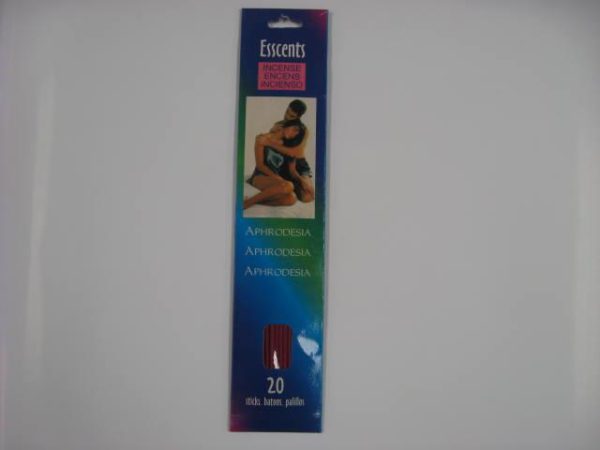 Esscents
INCENSE
ENCENS
INCIENSO
APHRODESIA
APHRODESIA
APHRODESIA
20
sticks, batons, palillos